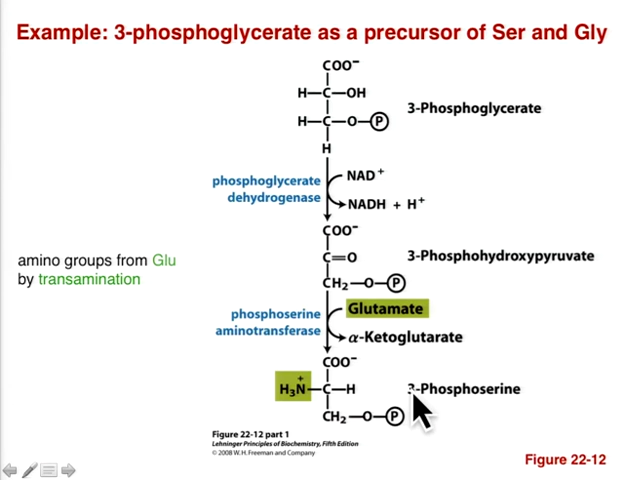 Example: 3-phosphoglycerate as a precursor of Ser and Gly
COO⁻
H—C—OH
H—C—O—P
H
3-Phosphoglycerate
phosphoglycerate
dehydrogenase
NAD⁺
NADH + H⁺
COO⁻
C=O
CH₂—O—P
3-Phosphohydroxypyruvate
amino groups from Glu
by transamination
phosphoserine
aminotransferase
Glutamate
α-Ketoglutarate
COO⁻
H₃N⁺—C—H
CH₂—O—P
3-Phosphoserine
Figure 22-12 part 1
Lehninger Principles of Biochemistry, Fifth Edition
© 2008 W. H. Freeman and Company
Figure 22-12